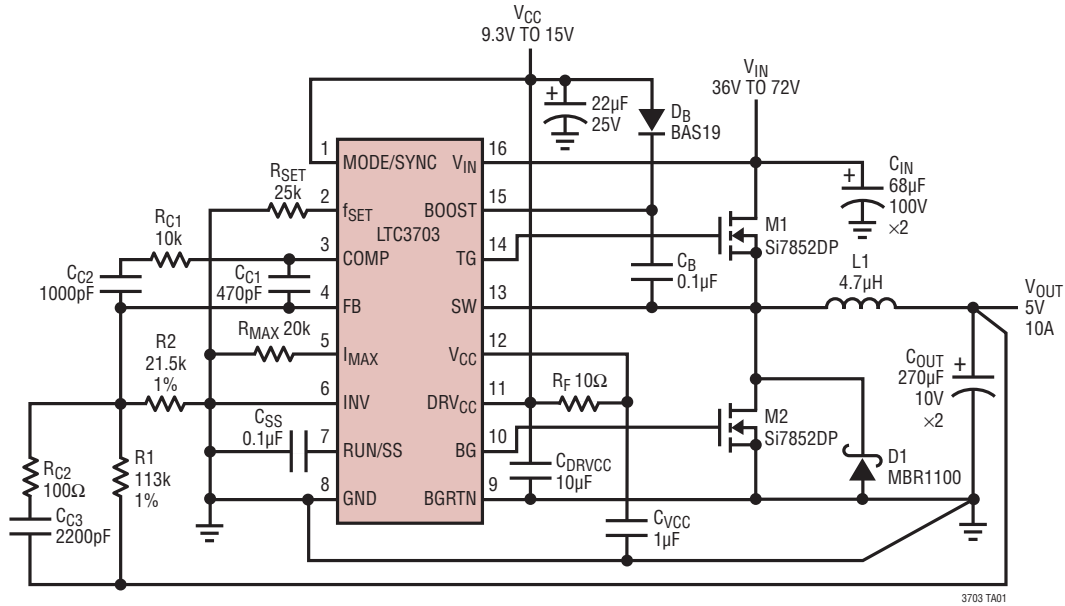 VCC
9.3V TO 15V
VIN
36V TO 72V
+
22µF
25V
DB
BAS19
CIN
+
68µF
100V
×2
1
MODE/SYNC
VIN
16
RSET
25k
2
fSET
BOOST
15
LTC3703
RC1
10k
3
COMP
TG
14
M1
Si7852DP
CC2
1000pF
CC1
470pF
CB
0.1µF
L1
4.7µH
4
FB
SW
13
VOUT
5V
10A
RMAX 20k
5
IMAX
VCC
12
R2
21.5k
1%
RF 10Ω
COUT
+
270µF
10V
×2
6
INV
DRVCC
11
CSS
0.1µF
7
RUN/SS
BG
10
M2
Si7852DP
RC2
100Ω
R1
113k
1%
CDRVCC
10µF
D1
MBR1100
8
GND
BGRTN
9
CC3
2200pF
CVCC
1µF
3703 TA01